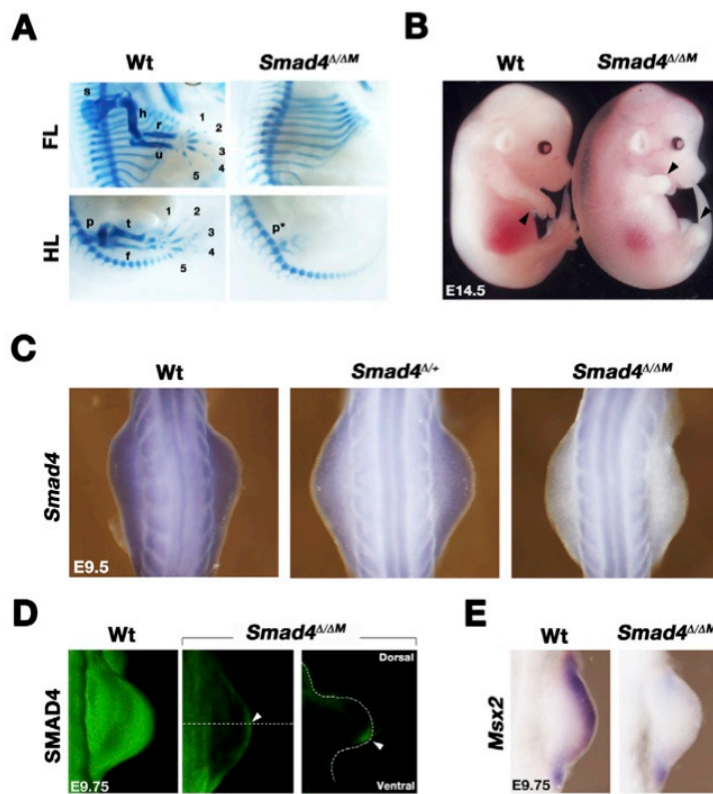 A
Wt
Smad4Δ/ΔM
FL
s
h
r
u
1
2
3
4
5
HL
p
t
f
1
2
3
4
5
p*
B
Wt
Smad4Δ/ΔM
E14.5
C
Wt
Smad4Δ/+
Smad4Δ/ΔM
Smad4
E9.5
D
Wt
Smad4Δ/ΔM
SMAD4
E9.75
Dorsal
Ventral
E
Wt
Smad4Δ/ΔM
Msx2
E9.75